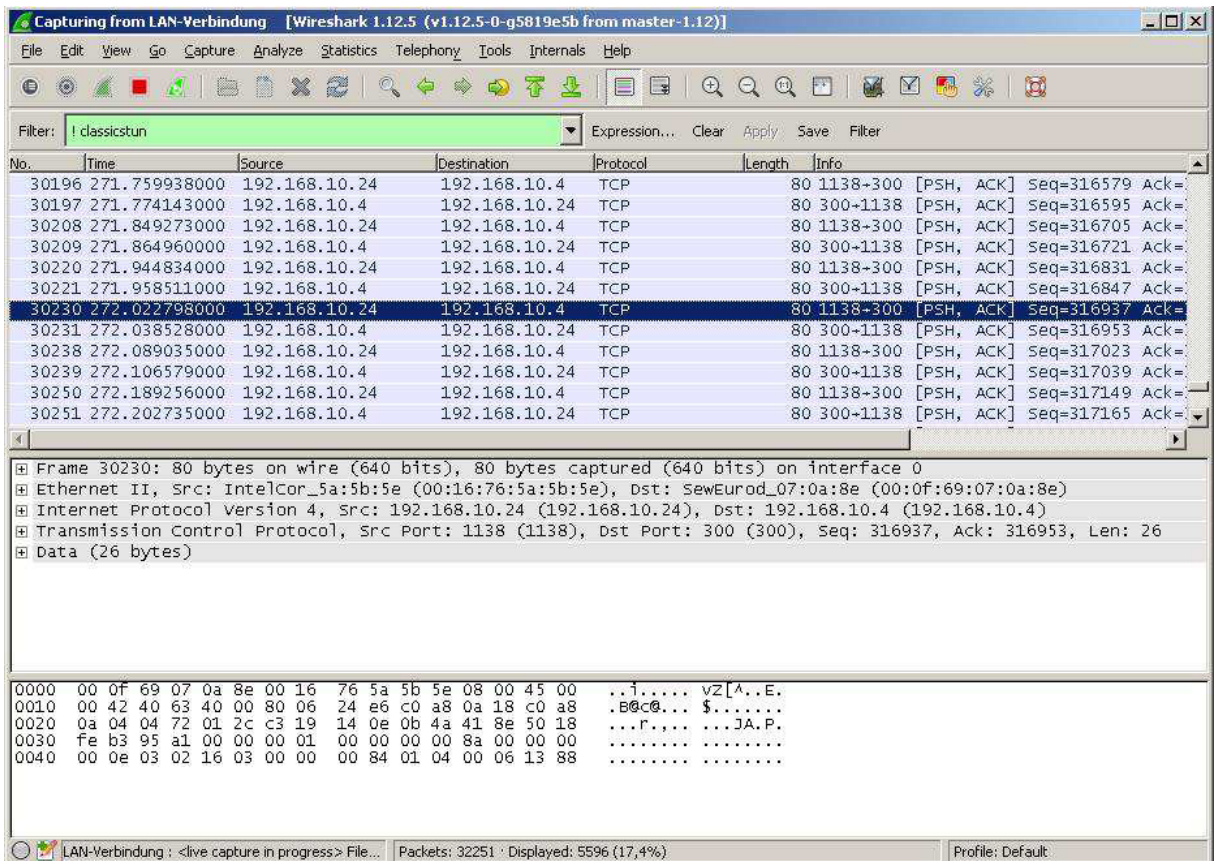 Capturing from LAN-Verbindung [Wireshark 1.12.5 (v1.12.5-0-g5819e5b from master-1.12)]
File Edit View Go Capture Analyze Statistics Telephony Tools Internals Help
Filter: ! classicstun Expression... Clear Apply Save Filter
No. Time Source Destination Protocol Length Info
30196 271.759938000 192.168.10.24 192.168.10.4 TCP 80 1138→300 [PSH, ACK] Seq=316579 Ack=
30197 271.774143000 192.168.10.4 192.168.10.24 TCP 80 300→1138 [PSH, ACK] Seq=316595 Ack=
30208 271.849273000 192.168.10.24 192.168.10.4 TCP 80 1138→300 [PSH, ACK] Seq=316705 Ack=
30209 271.864960000 192.168.10.4 192.168.10.24 TCP 80 300→1138 [PSH, ACK] Seq=316721 Ack=
30220 271.944834000 192.168.10.24 192.168.10.4 TCP 80 1138→300 [PSH, ACK] Seq=316831 Ack=
30221 271.958511000 192.168.10.4 192.168.10.24 TCP 80 300→1138 [PSH, ACK] Seq=316847 Ack=
30230 272.022798000 192.168.10.24 192.168.10.4 TCP 80 1138→300 [PSH, ACK] Seq=316937 Ack=
30231 272.038528000 192.168.10.4 192.168.10.24 TCP 80 300→1138 [PSH, ACK] Seq=316953 Ack=
30238 272.089035000 192.168.10.24 192.168.10.4 TCP 80 1138→300 [PSH, ACK] Seq=317023 Ack=
30239 272.106579000 192.168.10.4 192.168.10.24 TCP 80 300→1138 [PSH, ACK] Seq=317039 Ack=
30250 272.189256000 192.168.10.24 192.168.10.4 TCP 80 1138→300 [PSH, ACK] Seq=317149 Ack=
30251 272.202735000 192.168.10.4 192.168.10.24 TCP 80 300→1138 [PSH, ACK] Seq=317165 Ack=
Frame 30230: 80 bytes on wire (640 bits), 80 bytes captured (640 bits) on interface 0
Ethernet II, Src: IntelCor_5a:5b:5e (00:16:76:5a:5b:5e), Dst: SewEurod_07:0a:8e (00:0f:69:07:0a:8e)
Internet Protocol Version 4, Src: 192.168.10.24 (192.168.10.24), Dst: 192.168.10.4 (192.168.10.4)
Transmission Control Protocol, Src Port: 1138 (1138), Dst Port: 300 (300), Seq: 316937, Ack: 316953, Len: 26
Data (26 bytes)
0000 00 0f 69 07 0a 8e 00 16 76 5a 5b 5e 08 00 45 00 ..i..... vZ[^..E.
0010 00 42 40 63 40 00 80 06 24 e6 c0 a8 0a 18 c0 a8 .B@c@... $.......
0020 0a 04 04 72 01 2c c3 19 14 0e 0b 4a 41 8e 50 18 ...r.,.. ...JA.P.
0030 fe b3 95 a1 00 00 00 01 00 00 00 00 8a 00 00 00 ........ ........
0040 00 0e 03 02 16 03 00 00 00 84 01 04 00 06 13 88 ........ ........
LAN-Verbindung : <live capture in progress> File... Packets: 32251 · Displayed: 5596 (17,4%) Profile: Default